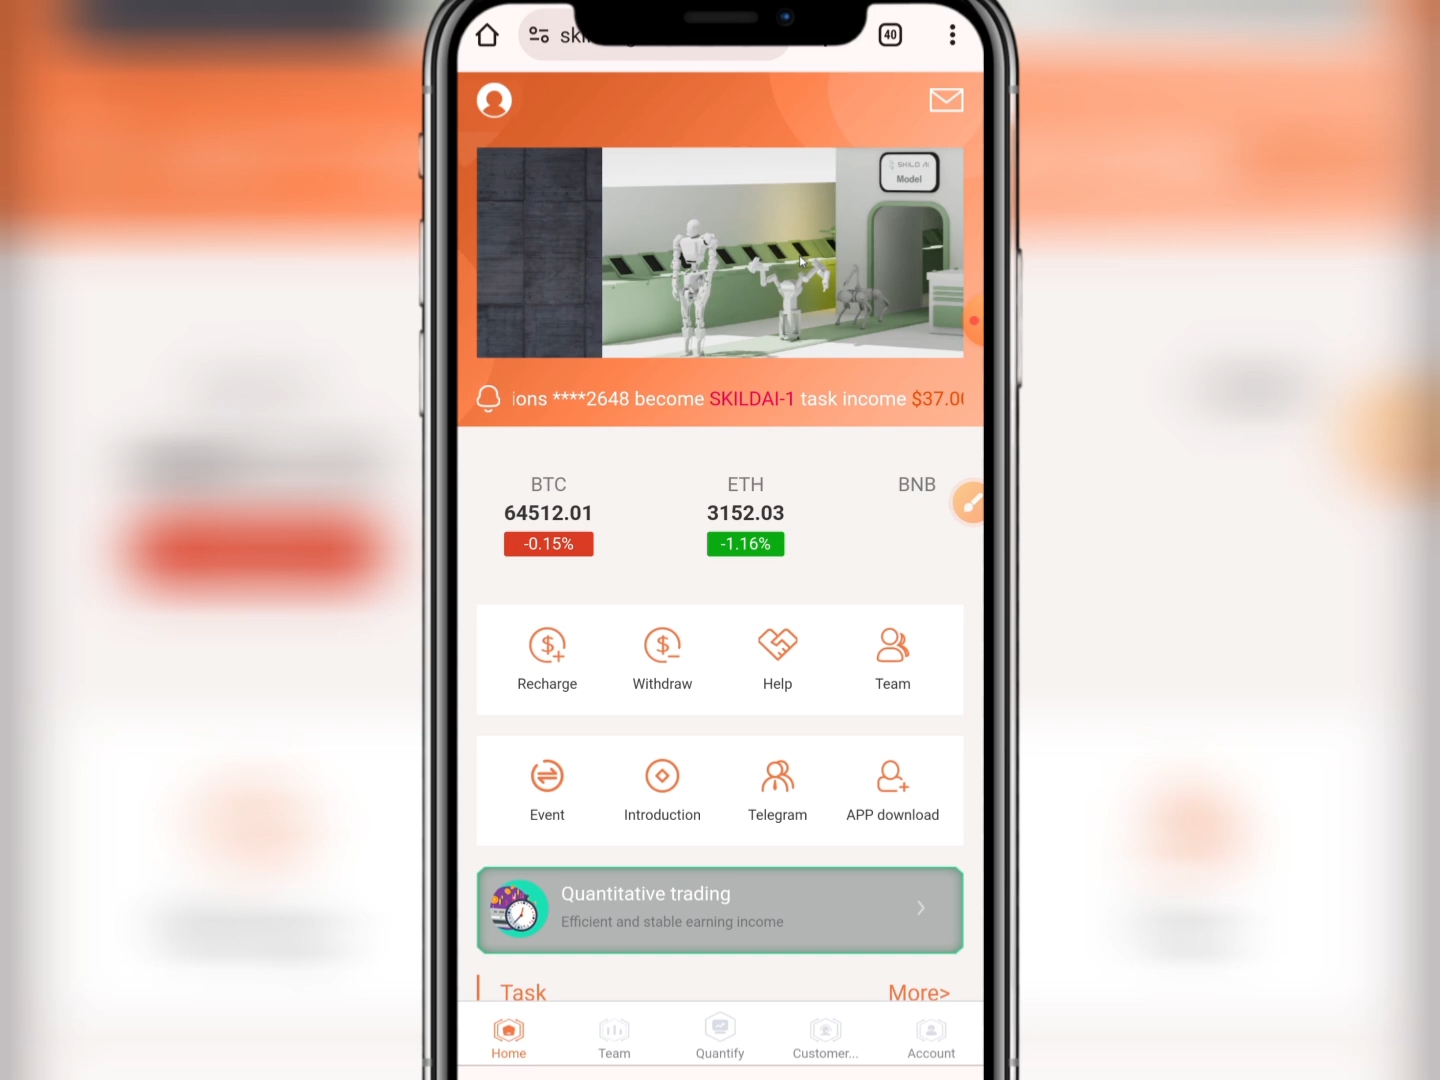 40
SKILD AI
Model
ions ****2648 become SKILDAI-1 task income $37.0
BTC
ETH
BNB
64512.01
3152.03
-0.15%
-1.16%
Recharge
Withdraw
Help
Team
Event
Introduction
Telegram
APP download
Quantitative trading
Efficient and stable earning income
Task
More>
Home
Team
Quantify
Customer...
Account